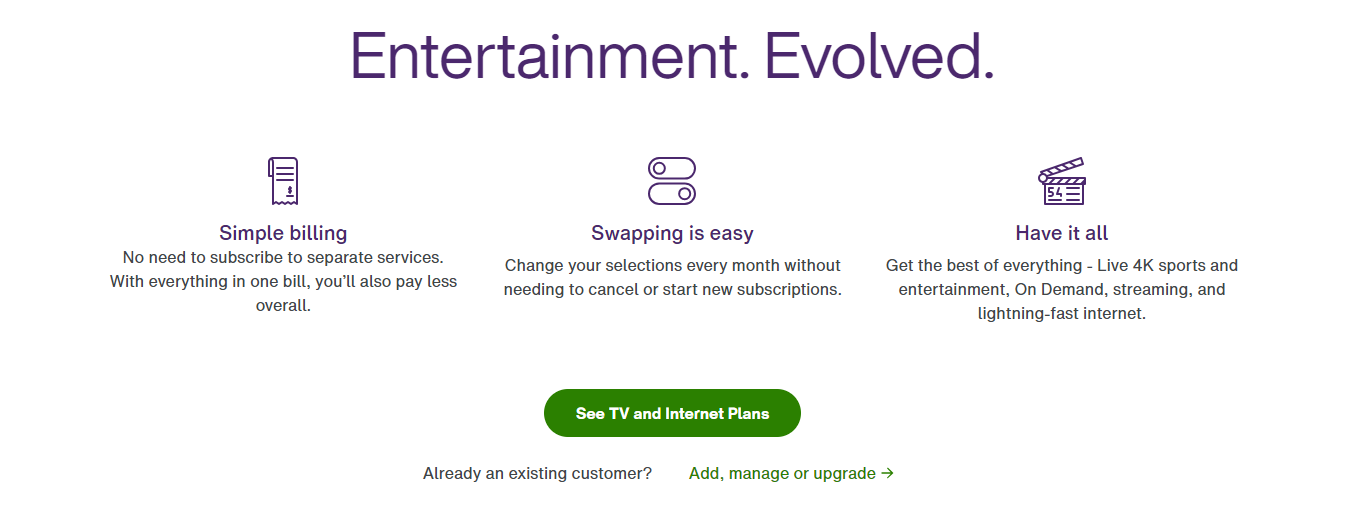 Entertainment. Evolved.
$
54
Simple billing
No need to subscribe to separate services.
With everything in one bill, you’ll also pay less
overall.
Swapping is easy
Change your selections every month without
needing to cancel or start new subscriptions.
Have it all
Get the best of everything - Live 4K sports and
entertainment, On Demand, streaming, and
lightning-fast internet.
See TV and Internet Plans
Already an existing customer?
Add, manage or upgrade →